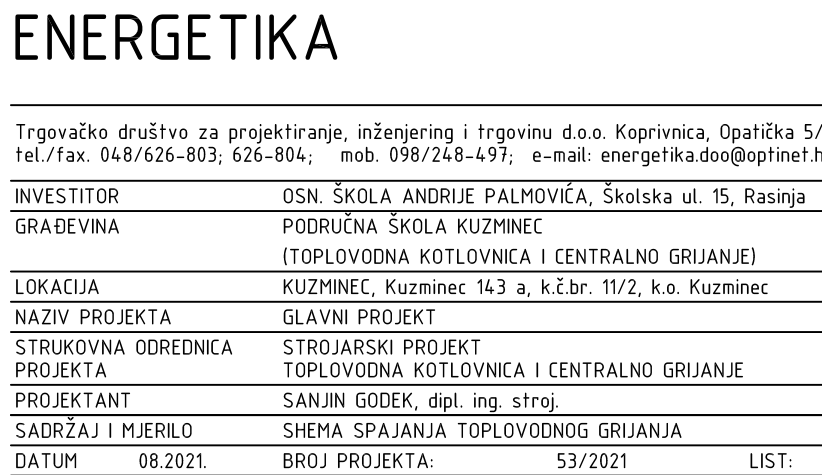 ENERGETIKA
Trgovačko društvo za projektiranje, inženjering i trgovinu d.o.o. Koprivnica, Opatička 5/
tel./fax. 048/626-803; 626-804; mob. 098/248-497; e-mail: energetika.doo@optinet.h
INVESTITOR OSN. ŠKOLA ANDRIJE PALMOVIĆA, Školska ul. 15, Rasinja
GRAĐEVINA PODRUČNA ŠKOLA KUZMINEC
(TOPLOVODNA KOTLOVNICA I CENTRALNO GRIJANJE)
LOKACIJA KUZMINEC, Kuzminec 143 a, k.č.br. 11/2, k.o. Kuzminec
NAZIV PROJEKTA GLAVNI PROJEKT
STRUKOVNA ODREDNICA STROJARSKI PROJEKT
PROJEKTA TOPLOVODNA KOTLOVNICA I CENTRALNO GRIJANJE
PROJEKTANT SANJIN GODEK, dipl. ing. stroj.
SADRŽAJ I MJERILO SHEMA SPAJANJA TOPLOVODNOG GRIJANJA
DATUM 08.2021. BROJ PROJEKTA: 53/2021 LIST: